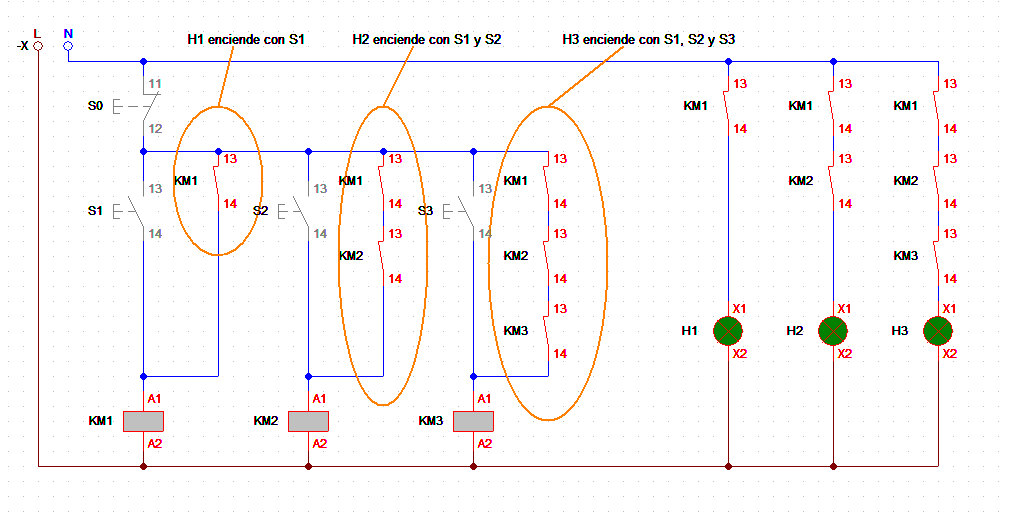 L N
-X
H1 enciende con S1 H2 enciende con S1 y S2 H3 enciende con S1, S2 y S3
11 13 13 13
S0 KM1 KM1 KM1
12 14 14 14
13 13 13 13 13
KM1 KM1 KM1 KM2 KM2
13 13 13
14 14 14 14 14
S1 S2 S3
14 14 13 14 13 13
KM2 KM2 KM3
14 14 14
13 X1 X1 X1
KM3 H1 H2 H3
14 X2 X2 X2
A1 A1 A1
KM1 KM2 KM3
A2 A2 A2